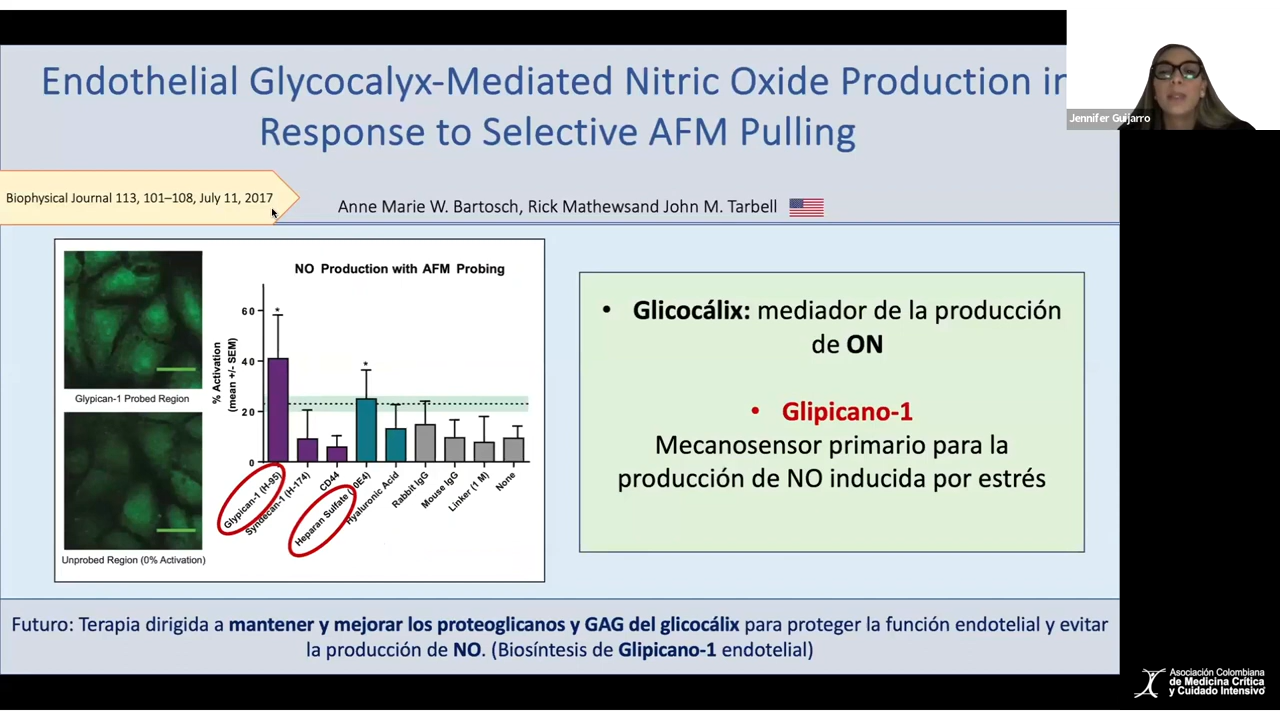 Endothelial Glycocalyx-Mediated Nitric Oxide Production in
Response to Selective AFM Pulling
Jennifer Guijarro
Biophysical Journal 113, 101–108, July 11, 2017
Anne Marie W. Bartosch, Rick Mathewsand John M. Tarbell
NO Production with AFM Probing
% Activation
(mean +/- SEM)
60
40
20
0
*
*
Glypican-1 (H-95)
Syndecan-1 (H-174)
CD44
Heparan Sulfate (10E4)
Hyaluronic Acid
Rabbit IgG
Mouse IgG
Linker (1 M)
None
Glypican-1 Probed Region
Unprobed Region (0% Activation)
• Glicocálix: mediador de la producción
de ON
• Glipicano-1
Mecanosensor primario para la
producción de NO inducida por estrés
Futuro: Terapia dirigida a mantener y mejorar los proteoglicanos y GAG del glicocálix para proteger la función endotelial y evitar
la producción de NO. (Biosíntesis de Glipicano-1 endotelial)
Asociación Colombiana
de Medicina Crítica
y Cuidado Intensivo